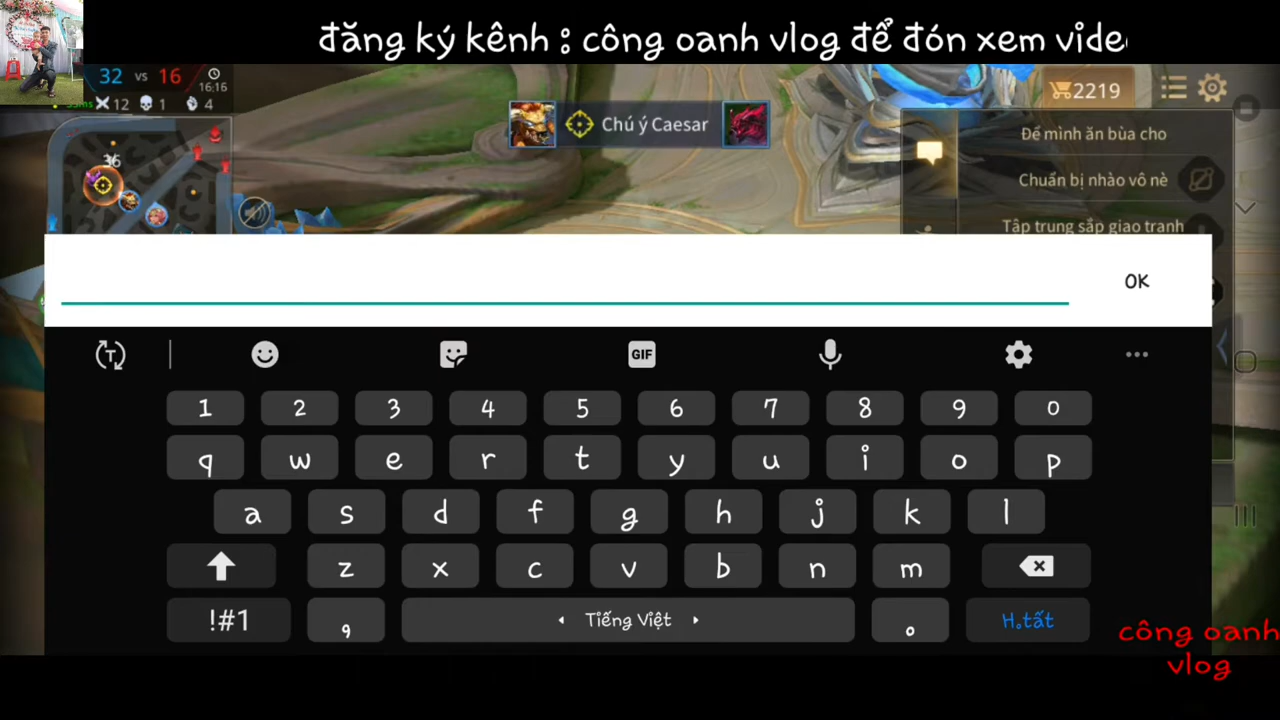 đăng ký kênh : công oanh vlog để đón xem vide
32 vs 16
16:16
12 1 4
2219
Chú ý Caesar
36
Để mình ăn bùa cho
Chuẩn bị nhào vô nè
Tập trung sắp giao tranh
OK
T
GIF
1 2 3 4 5 6 7 8 9 0
q w e r t y u i o p
a s d f g h j k l
z x c v b n m
!#1 , Tiếng Việt . H.tất
công oanh
vlog